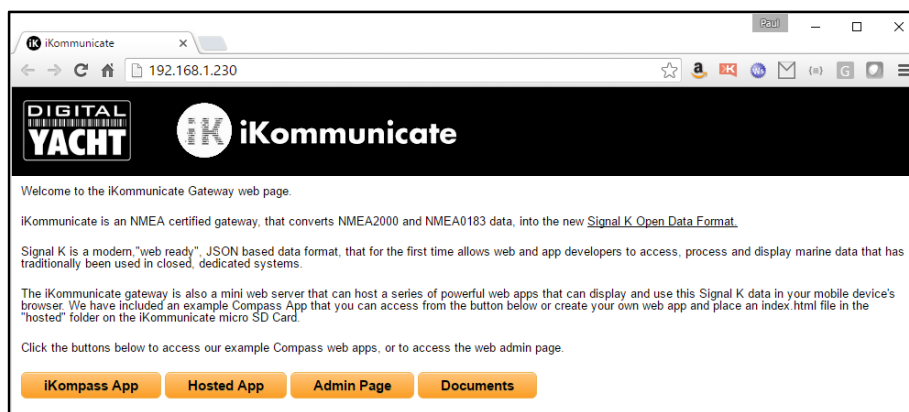 Paul
iKommunicate
192.168.1.230
DIGITAL
YACHT
iK iKommunicate
Welcome to the iKommunicate Gateway web page.
iKommunicate is an NMEA certified gateway, that converts NMEA2000 and NMEA0183 data, into the new Signal K Open Data Format.
Signal K is a modern,"web ready", JSON based data format, that for the first time allows web and app developers to access, process and display marine data that has
traditionally been used in closed, dedicated systems.
The iKommunicate gateway is also a mini web server that can host a series of powerful web apps that can display and use this Signal K data in your mobile device's
browser. We have included an example Compass App that you can access from the button below or create your own web app and place an index.html file in the
"hosted" folder on the iKommunicate micro SD Card.
Click the buttons below to access our example Compass web apps, or to access the web admin page.
iKompass App Hosted App Admin Page Documents